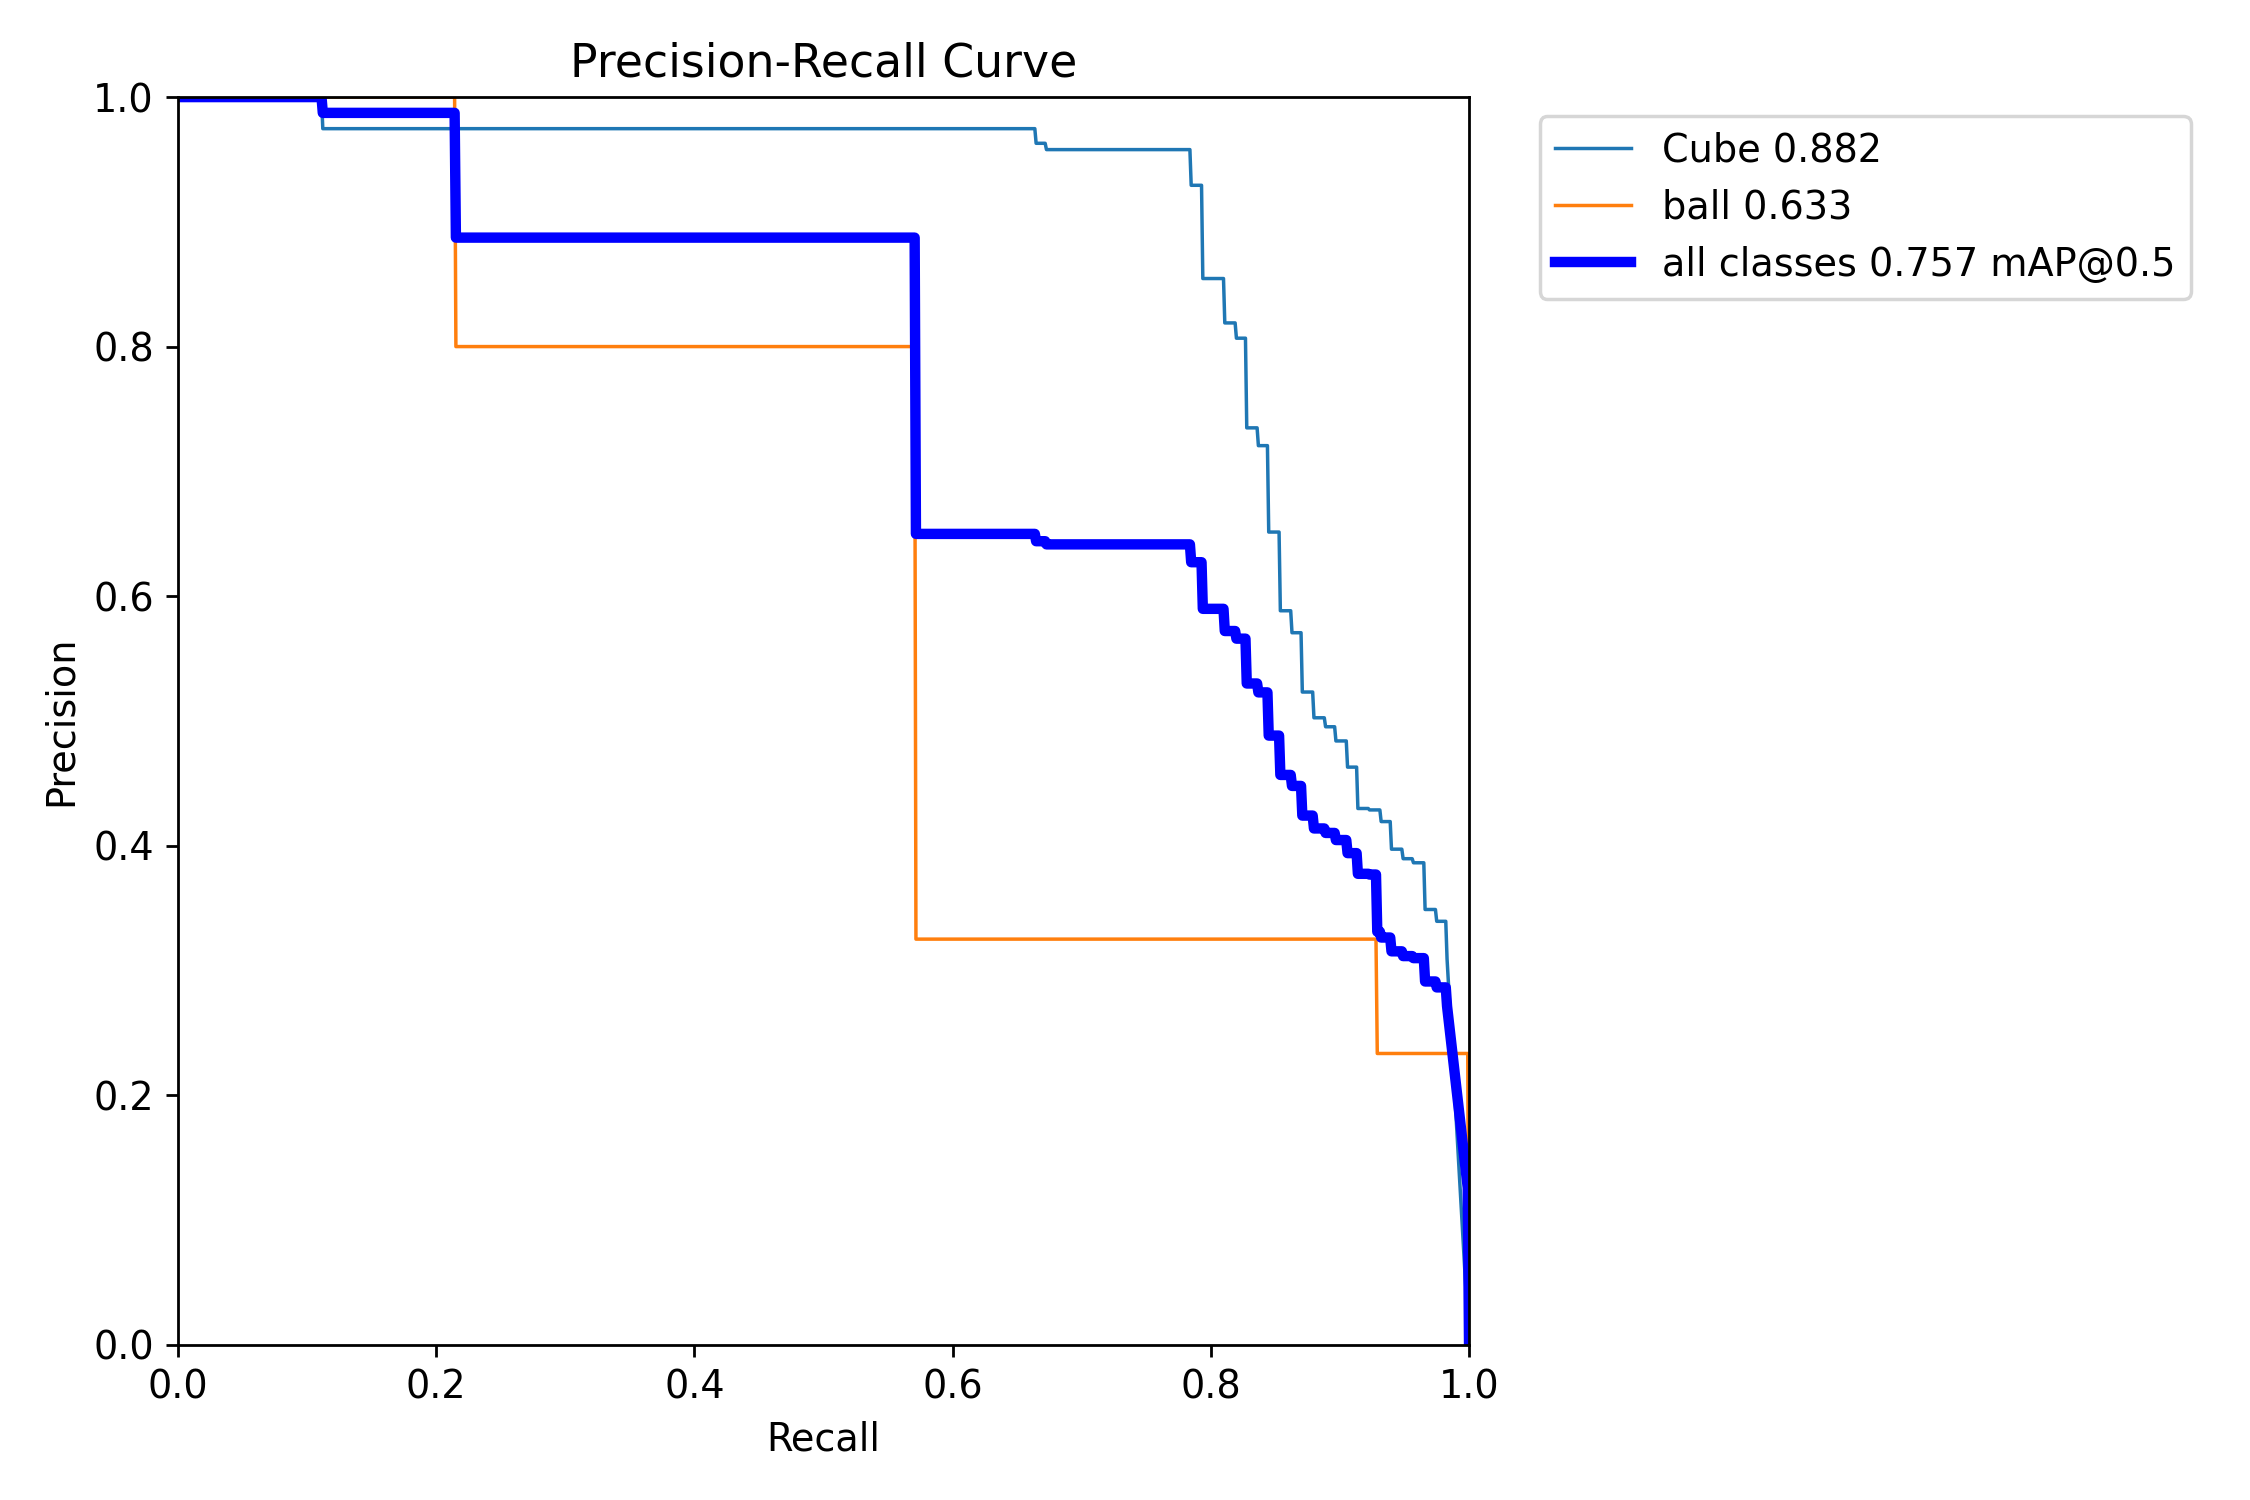 Precision-Recall Curve
1.0
0.8
0.6
0.4
0.2
0.0
Precision
0.0 0.2 0.4 0.6 0.8 1.0
Recall
Cube 0.882
ball 0.633
all classes 0.757 mAP@0.5